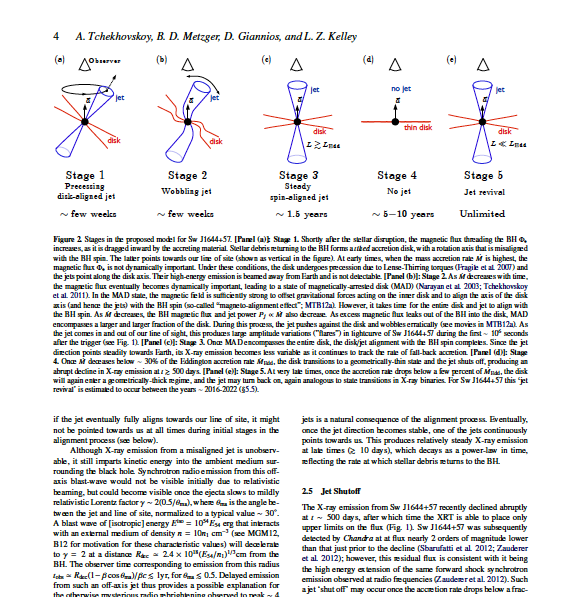 4 A. Tchekhovskoy, B. D. Metzger, D. Giannios, and L. Z. Kelley
(a) Observer (b) (c) (d) (e)
jet jet jet no jet jet
a a a a a
disk disk disk thin disk disk
L ≳ L_Edd L ≪ L_Edd
Stage 1 Stage 2 Stage 3 Stage 4 Stage 5
Precessing Wobbling jet Steady No jet Jet revival
disk-aligned jet spin-aligned jet
~ few weeks ~ few weeks ~ 1.5 years ~ 5−10 years Unlimited
Figure 2. Stages in the proposed model for Sw J1644+57. [Panel (a)]: Stage 1. Shortly after the stellar disruption, the magnetic flux threading the BH Φ•
increases, as it is dragged inward by the accreting material. Stellar debris returning to the BH forms a tilted accretion disk, with a rotation axis that is misaligned
with the BH spin. The latter points towards our line of site (shown as vertical in the figure). At early times, when the mass accretion rate Ṁ is highest, the
magnetic flux Φ• is not dynamically important. Under these conditions, the disk undergoes precession due to Lense-Thirring torques (Fragile et al. 2007) and
the jets point along the disk axis. Their high-energy emission is beamed away from Earth and is not detectable. [Panel (b)]: Stage 2. As Ṁ decreases with time,
the magnetic flux eventually becomes dynamically important, leading to a state of magnetically-arrested disk (MAD) (Narayan et al. 2003; Tchekhovskoy
et al. 2011). In the MAD state, the magnetic field is sufficiently strong to offset gravitational forces acting on the inner disk and to align the axis of the disk
axis (and hence the jets) with the BH spin (so-called "magneto-alignment effect"; MTB12a). However, it takes time for the entire disk and jet to align with
the BH spin. As Ṁ decreases, the BH magnetic flux and jet power P_j ∝ Ṁ also decrease. As excess magnetic flux leaks out of the BH into the disk, MAD
encompasses a larger and larger fraction of the disk. During this process, the jet pushes against the disk and wobbles erratically (see movies in MTB12a). As
the jet comes in and out of our line of sight, this produces large amplitude variations ("flares") in lightcurve of Sw J1644+57 during the first ~ 10⁶ seconds
after the trigger (see Fig. 1). [Panel (c)]: Stage 3. Once MAD encompasses the entire disk, the disk/jet alignment with the BH spin completes. Since the jet
direction points steadily towards Earth, its X-ray emission becomes less variable as it continues to track the rate of fall-back accretion. [Panel (d)]: Stage
4. Once Ṁ decreases below ~ 30% of the Eddington accretion rate Ṁ_Edd, the disk transitions to a geometrically-thin state and the jet shuts off, producing an
abrupt decline in X-ray emission at t ≳ 500 days. [Panel (e)]: Stage 5. At very late times, once the accretion rate drops below a few percent of Ṁ_Edd, the disk
will again enter a geometrically-thick regime, and the jet may turn back on, again analogous to state transitions in X-ray binaries. For Sw J1644+57 this 'jet
revival' is estimated to occur between the years ~ 2016-2022 (§5.5).
if the jet eventually fully aligns towards our line of site, it might
not be pointed towards us at all times during initial stages in the
alignment process (see below).
Although X-ray emission from a misaligned jet is unobserv-
able, it still imparts kinetic energy into the ambient medium sur-
rounding the black hole. Synchrotron radio emission from this off-
axis blast-wave would not be visible initially due to relativistic
beaming, but could become visible once the ejecta slows to mildly
relativistic Lorentz factor γ ~ 2(0.5/θ_ma), where θ_ma is the angle be-
tween the jet and line of site, normalized to a typical value ~ 30°.
A blast wave of [isotropic] energy E^iso = 10⁵⁴E₅₄ erg that interacts
with an external medium of density n = 10n₁ cm⁻³ (see MGM12,
B12 for motivation for these characteristic values) will decelerate
to γ = 2 at a distance R_dec ≃ 2.4 × 10¹⁸(E₅₄/n₁)^1/3cm from the
BH. The observer time corresponding to emission from this radius
t_obs ≃ R_dec(1−β cos θ_ma)/βc ≲ 1yr, for θ_ma ≲ 0.5. Delayed emission
from such an off-axis jet thus provides a possible explanation for
the otherwise mysterious radio rebrightening observed to peak ~ 4
jets is a natural consequence of the alignment process. Eventually,
once the jet direction becomes stable, one of the jets continuously
points towards us. This produces relatively steady X-ray emission
at late times (≳ 10 days), which decays as a power-law in time,
reflecting the rate at which stellar debris returns to the BH.
2.5 Jet Shutoff
The X-ray emission from Sw J1644+57 recently declined abruptly
at t ~ 500 days, after which time the XRT is able to place only
upper limits on the flux (Fig. 1). Sw J1644+57 was subsequently
detected by Chandra at at flux nearly 2 orders of magnitude lower
than that just prior to the decline (Sbarufatti et al. 2012; Zauderer
et al. 2012); however, this residual flux is consistent with it being
the high energy extension of the same forward shock synchrotron
emission observed at radio frequencies (Zauderer et al. 2012). Such
a jet 'shut off' may occur once the accretion rate drops below a frac-